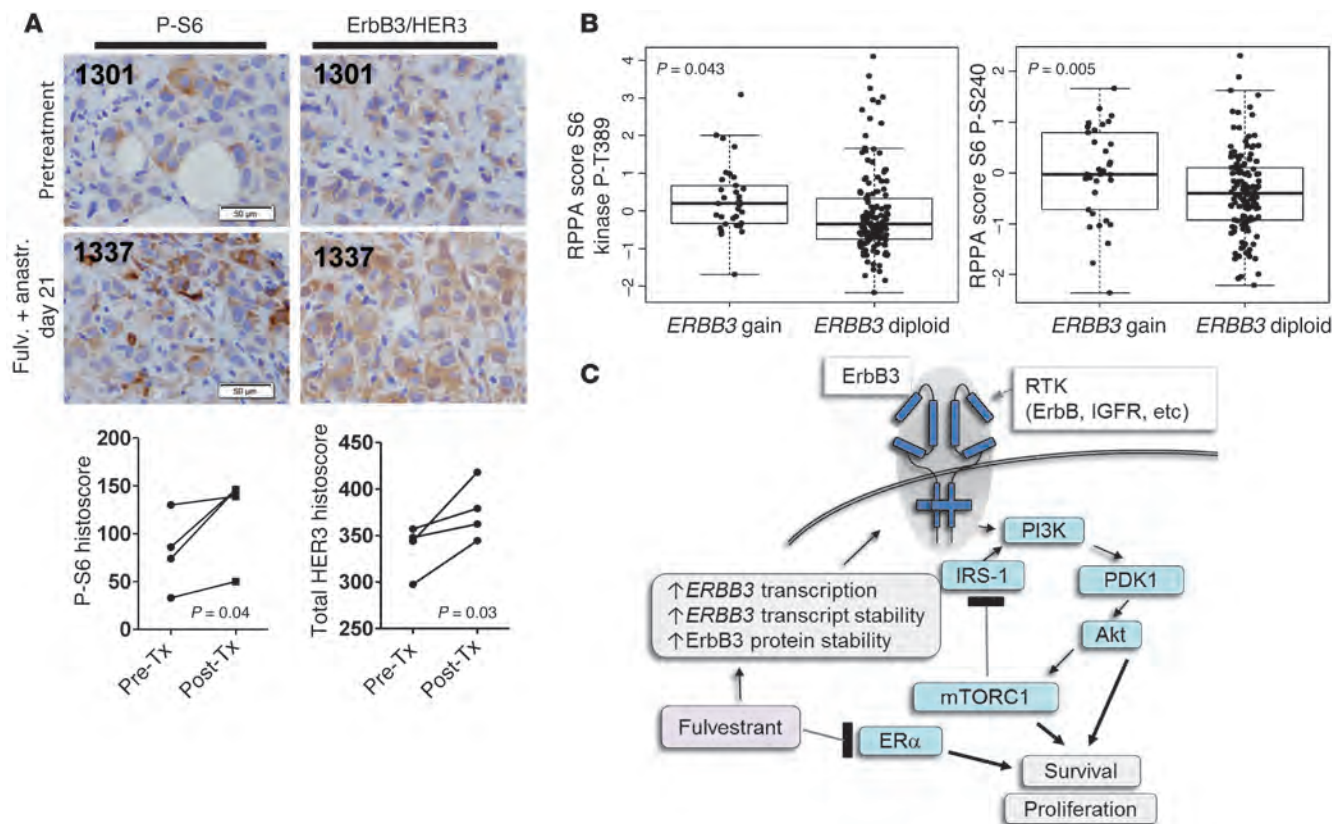 A
P-S6
ErbB3/HER3
Pretreatment
1301
1301
50 µm
Fulv. + anastr.
day 21
1337
1337
50 µm
P-S6 histoscore
200
150
100
50
0
P = 0.04
Pre-Tx
Post-Tx
Total HER3 histoscore
450
400
350
300
250
P = 0.03
Pre-Tx
Post-Tx
B
RPPA score S6
kinase P-T389
P = 0.043
4
3
2
1
0
−1
−2
ERBB3 gain
ERBB3 diploid
RPPA score S6 P-S240
P = 0.005
2
1
0
-1
-2
ERBB3 gain
ERBB3 diploid
C
ErbB3
RTK
(ErbB, IGFR, etc)
PI3K
IRS-1
PDK1
↑ERBB3 transcription
↑ERBB3 transcript stability
↑ErbB3 protein stability
Akt
mTORC1
Fulvestrant
ERα
Survival
Proliferation